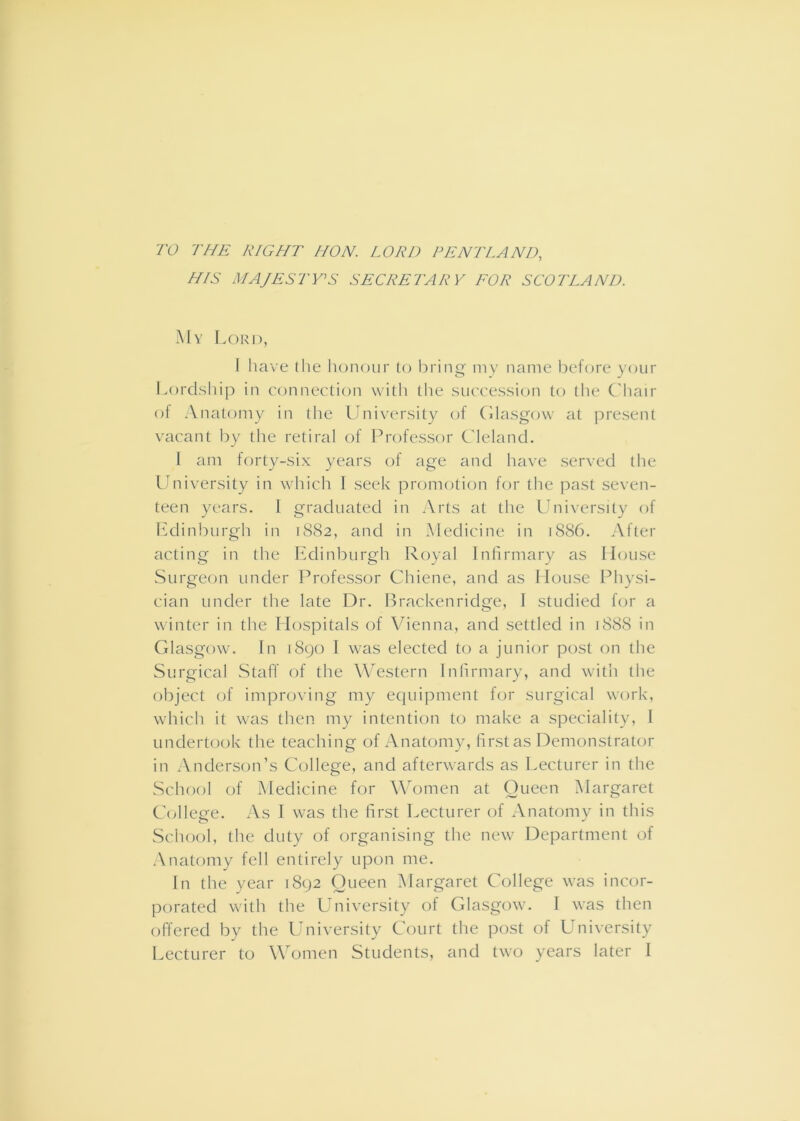 TO THE RIGHT HON. LORD PENTLAND,
HIS MAJESTY'S SECRETARY FOR SCOTLAND.
My Lord,
I have the honour to bring my name before your
Lordship in connection with the succession to the Chair
of Anatomy in the University of Glasgow at present
vacant by the retiral of Professor Cleland.
I am forty-six years of age and have served the
University in which I seek promotion for the past seven-
teen years. I graduated in Arts at the University of
Edinburgh in 1882, and in Medicine in 1886. After
acting in the Edinburgh Royal Infirmary as House
Surgeon under Professor Chiene, and as House Physi-
cian under the late Dr. Brackenridge, I studied for a
winter in the Hospitals of Vienna, and settled in 1888 in
Glasgow. In 1890 I was elected to a junior post on the
Surgical Staff of the Western Infirmary, and with the
object of improving my equipment for surgical work,
which it was then my intention to make a speciality, I
undertook the teaching of Anatomy, first as Demonstrator
in Anderson's College, and afterwards as Lecturer in the
School of Medicine for Women at Queen Margaret
College. As I was the first Lecturer of Anatomy in this
School, the duty of organising the new Department of
Anatomy fell entirely upon me.
In the year 1892 Queen Margaret College was incor-
porated with the University of Glasgow. I was then
offered by the University Court the post of University
Lecturer to Women Students, and two years later I